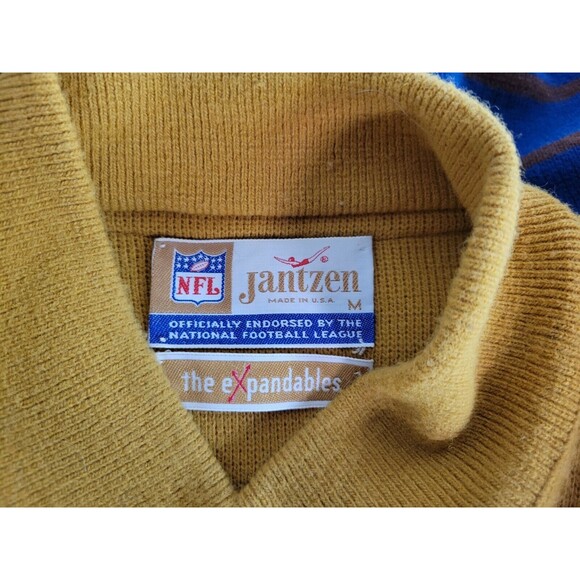 NFL
Jantzen ®
MADE IN U.S.A.
M
OFFICIALLY ENDORSED BY THE
NATIONAL FOOTBALL LEAGUE
the eXpandables